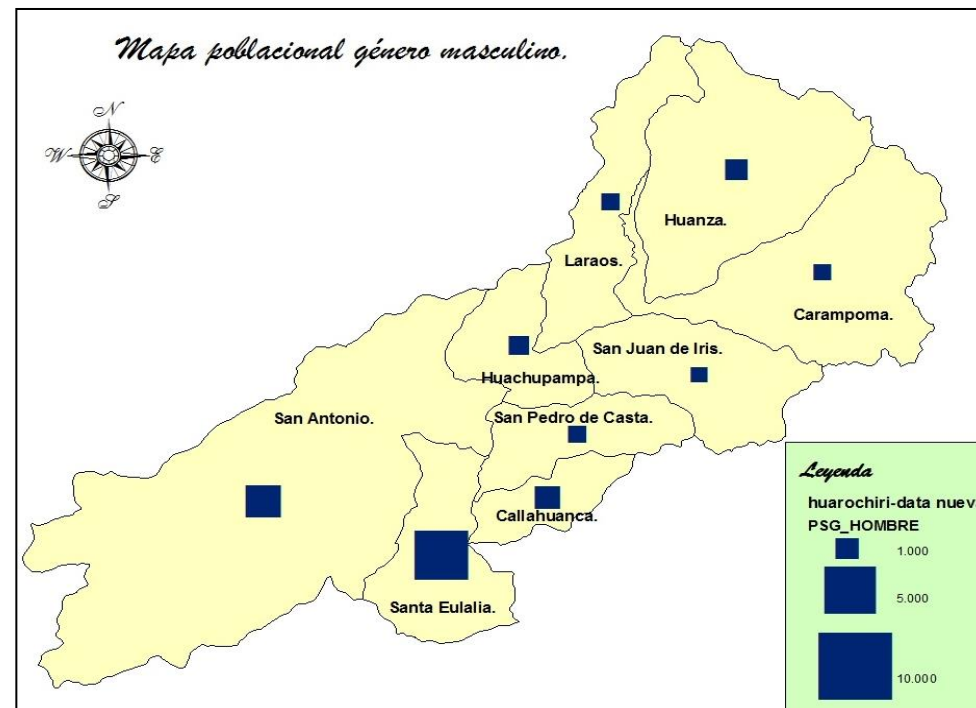 Mapa poblacional género masculino.
N
W E
S
Huanza.
Laraos.
Carampoma.
San Juan de Iris.
Huachupampa.
San Antonio.
San Pedro de Casta.
Callahuanca.
Santa Eulalia.
Leyenda
huarochiri-data nuev
PSG_HOMBRE
1.000
5.000
10.000